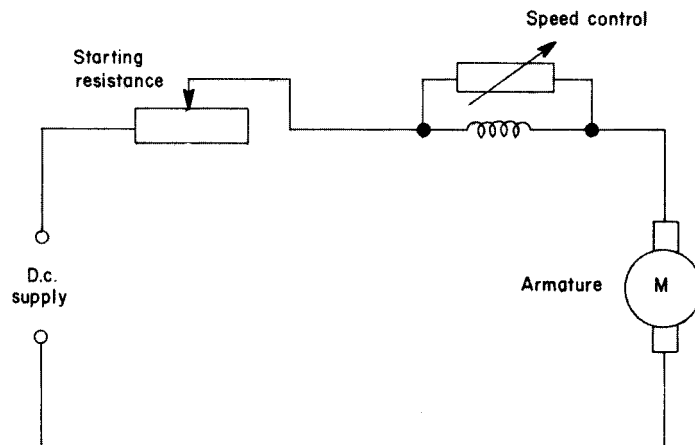 Speed control
Starting
resistance
D.c.
supply
Armature
M